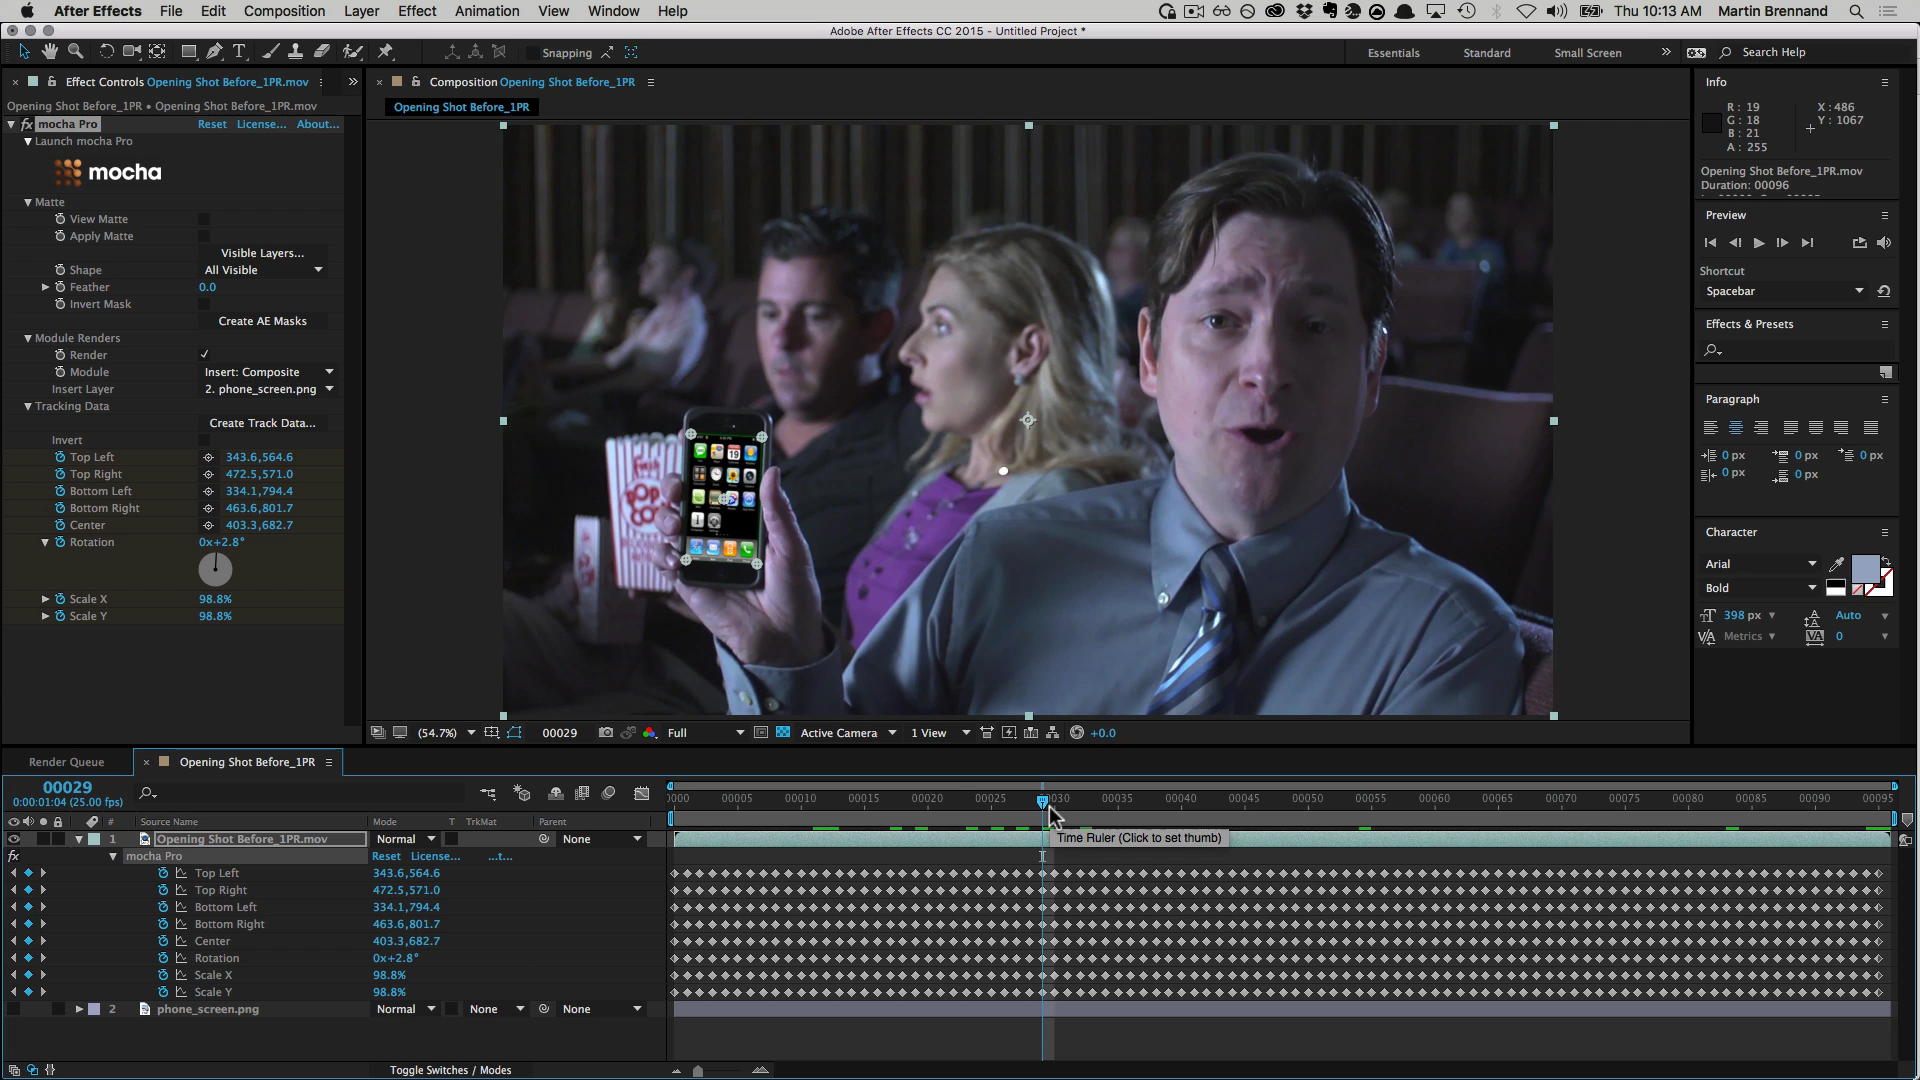 After Effects File Edit Composition Layer Effect Animation View Window Help
Thu 10:13 AM Martin Brennand
Adobe After Effects CC 2015 - Untitled Project *
Snapping
Essentials Standard Small Screen Search Help
Effect Controls Opening Shot Before_1PR.mov
Opening Shot Before_1PR • Opening Shot Before_1PR.mov
fx mocha Pro Reset License... About...
Launch mocha Pro
mocha
Matte
View Matte
Apply Matte
Visible Layers...
Shape All Visible
Feather 0.0
Invert Mask
Create AE Masks
Module Renders
Render
Module Insert: Composite
Insert Layer 2. phone_screen.png
Tracking Data
Create Track Data...
Invert
Top Left 343.6,564.6
Top Right 472.5,571.0
Bottom Left 334.1,794.4
Bottom Right 463.6,801.7
Center 403.3,682.7
Rotation 0x+2.8°
Scale X 98.8%
Scale Y 98.8%
Composition Opening Shot Before_1PR
Opening Shot Before_1PR
(54.7%) 00029 Full Active Camera 1 View +0.0
Info
R: 19 X: 486
G: 18 Y: 1067
B: 21
A: 255
Opening Shot Before_1PR.mov
Duration: 00096
Preview
Shortcut
Spacebar
Effects & Presets
Paragraph
0 px 0 px 0 px
0 px 0 px
Character
Arial
Bold
398 px Auto
Metrics 0
Render Queue Opening Shot Before_1PR
00029
0:00:01:04 (25.00 fps)
0000 00005 00010 00015 00020 00025 00030 00035 00040 00045 00050 00055 00060 00065 00070 00075 00080 00085 00090 00095
# Source Name Mode T TrkMat Parent
1 Opening Shot Before_1PR.mov Normal None
Time Ruler (Click to set thumb)
fx mocha Pro Reset License... ...t...
Top Left 343.6,564.6
Top Right 472.5,571.0
Bottom Left 334.1,794.4
Bottom Right 463.6,801.7
Center 403.3,682.7
Rotation 0x+2.8°
Scale X 98.8%
Scale Y 98.8%
2 phone_screen.png Normal None None
Toggle Switches / Modes